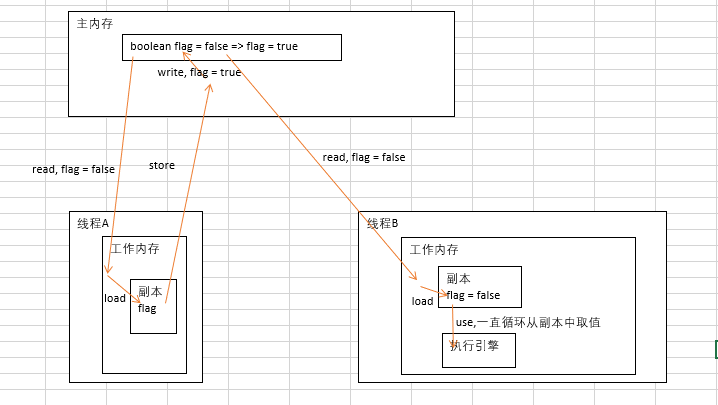 主内存
boolean flag = false => flag = true
write, flag = true
read, flag = false
store
read, flag = false
线程A
工作内存
load
副本
flag
线程B
工作内存
副本
flag = false
load
use,一直循环从副本中取值
执行引擎